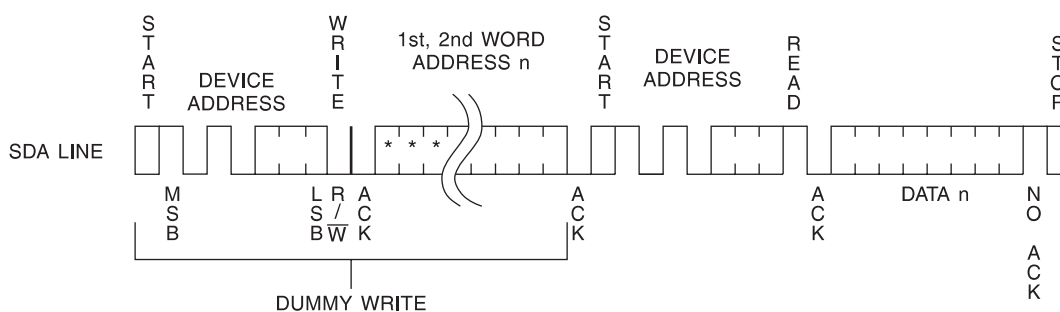 START
WRITE
1st, 2nd WORD
ADDRESS n
START
READ
STOP
DEVICE
ADDRESS
DEVICE
ADDRESS
SDA LINE
* * *
MSB
LSB
R/W
ACK
ACK
ACK
DATA n
NO ACK
DUMMY WRITE